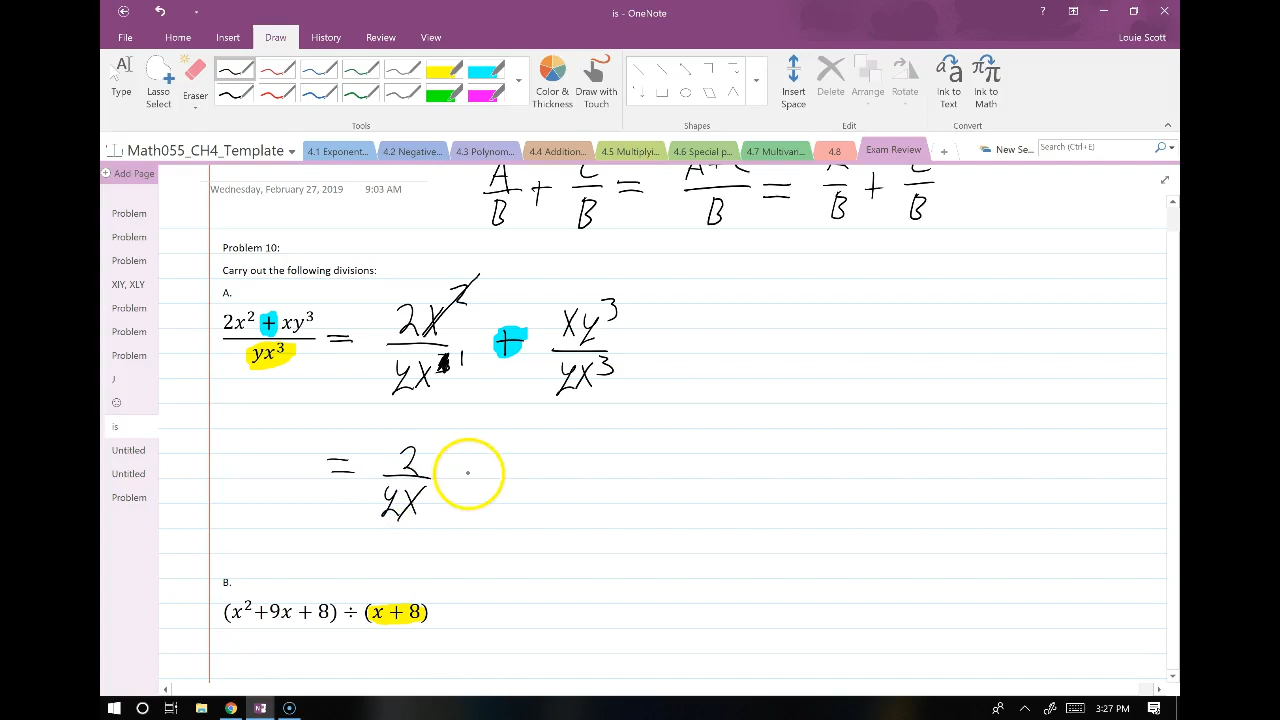 is - OneNote
?
File Home Insert Draw History Review View
Louie Scott
Type Lasso Select Eraser Color & Thickness Draw with Touch Insert Space Delete Arrange Rotate Ink to Text Ink to Math
Tools Shapes Edit Convert
Math055_CH4_Template 4.1 Exponent... 4.2 Negative... 4.3 Polynom... 4.4 Addition... 4.5 Multiplyi... 4.6 Special p... 4.7 Multivari... 4.8 Exam Review + New Se... Search (Ctrl+E)
Add Page
Problem
Problem
Problem
XIY, XLY
Problem
Problem
Problem
J
☺
is
Untitled
Untitled
Problem
Wednesday, February 27, 2019 9:03 AM
A/B + C/B = A+C/B = A/B + C/B
Problem 10:
Carry out the following divisions:
A.
2x² + xy³ / yx³ = 2x² / yx¹ + xy³ / yx³
= 2 / yx
B.
(x²+9x + 8) ÷ (x + 8)
3:27 PM